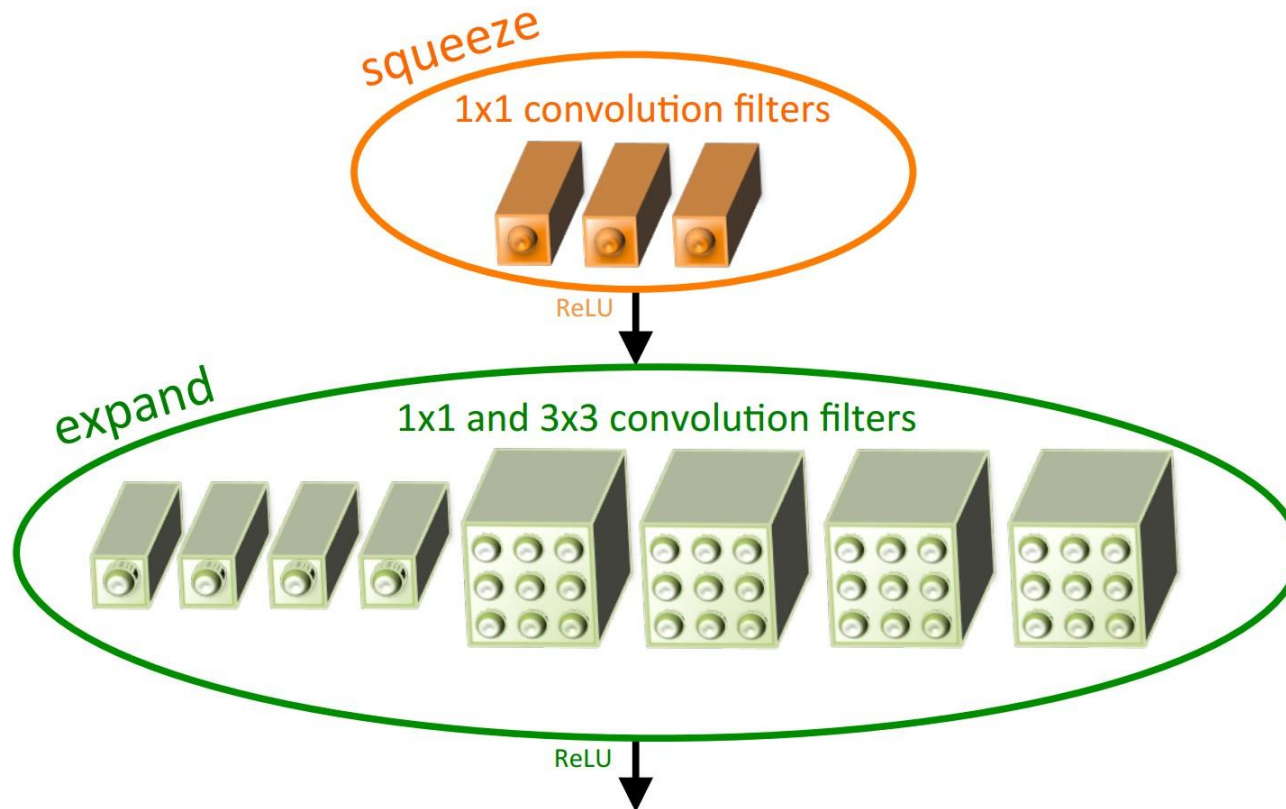 squeeze
1x1 convolution filters
ReLU
expand
1x1 and 3x3 convolution filters
ReLU